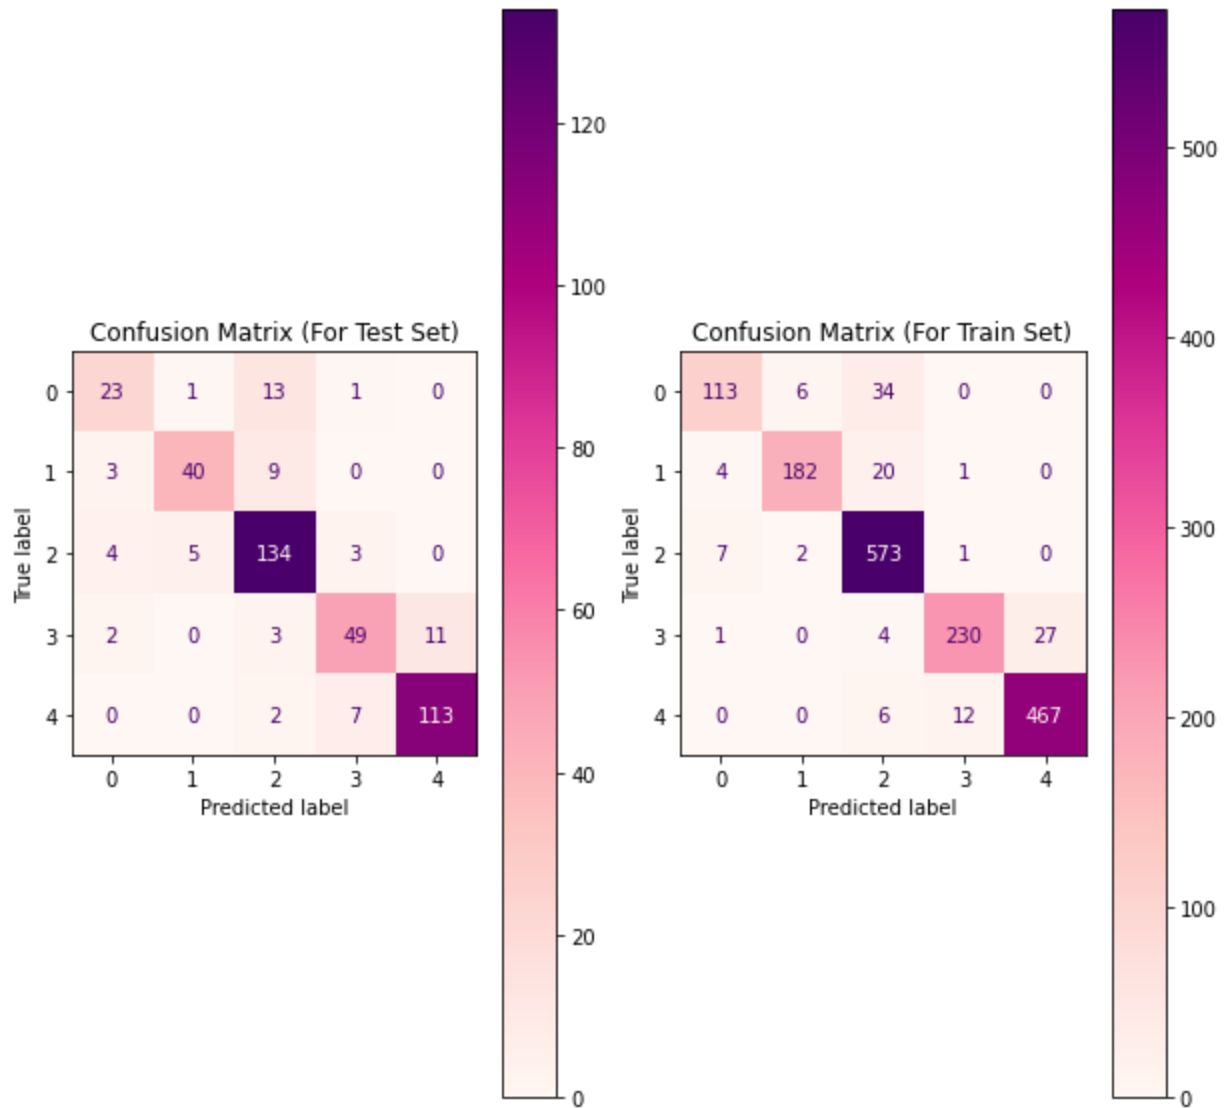 Confusion Matrix (For Test Set)
True label
0 23 1 13 1 0
1 3 40 9 0 0
2 4 5 134 3 0
3 2 0 3 49 11
4 0 0 2 7 113
0 1 2 3 4
Predicted label
120
100
80
60
40
20
0
Confusion Matrix (For Train Set)
True label
0 113 6 34 0 0
1 4 182 20 1 0
2 7 2 573 1 0
3 1 0 4 230 27
4 0 0 6 12 467
0 1 2 3 4
Predicted label
500
400
300
200
100
0